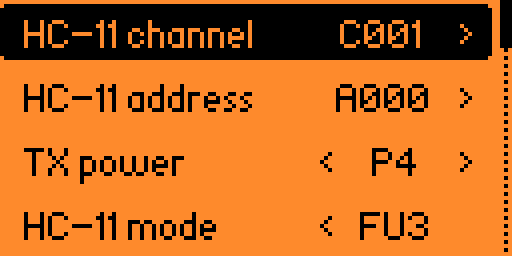 HC-11 channel C001 >
HC-11 address A000 >
TX power < P4 >
HC-11 mode < FU3